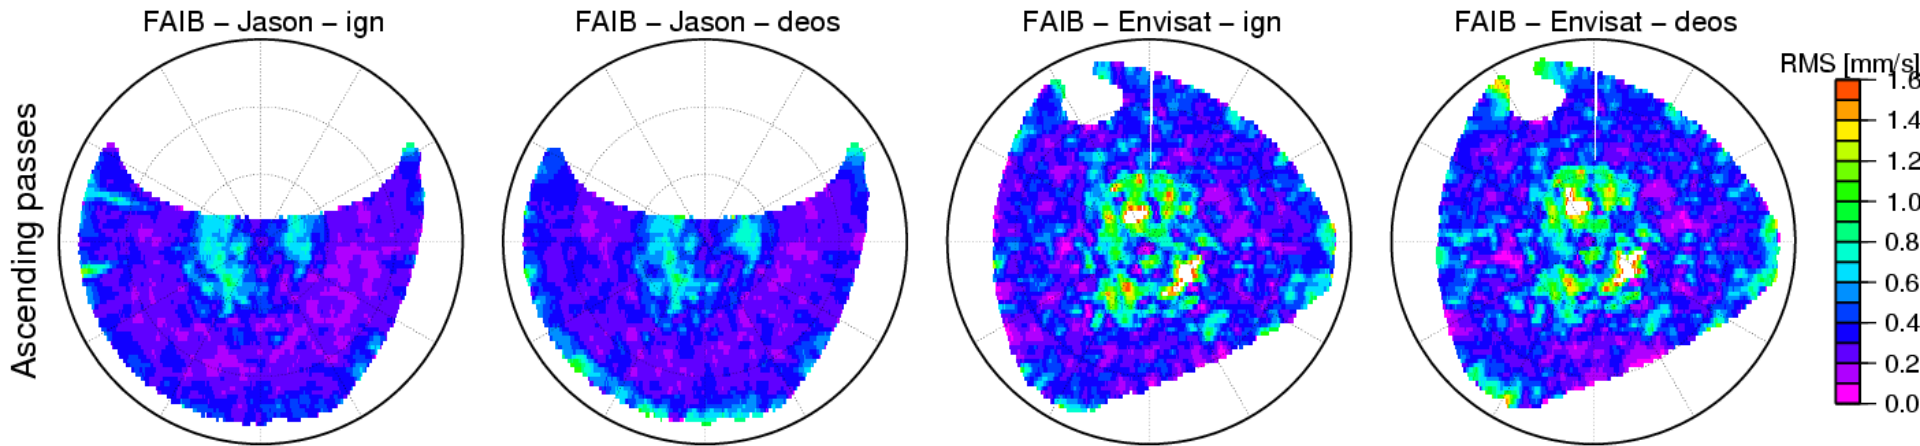 FAIB – Jason – ign
FAIB – Jason – deos
FAIB – Envisat – ign
FAIB – Envisat – deos
RMS [mm/s]
Ascending passes
1.6
1.4
1.2
1.0
0.8
0.6
0.4
0.2
0.0